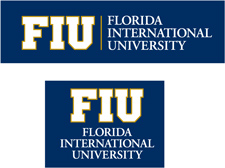 FIU
FLORIDA
INTERNATIONAL
UNIVERSITY
FIU
FLORIDA
INTERNATIONAL
UNIVERSITY